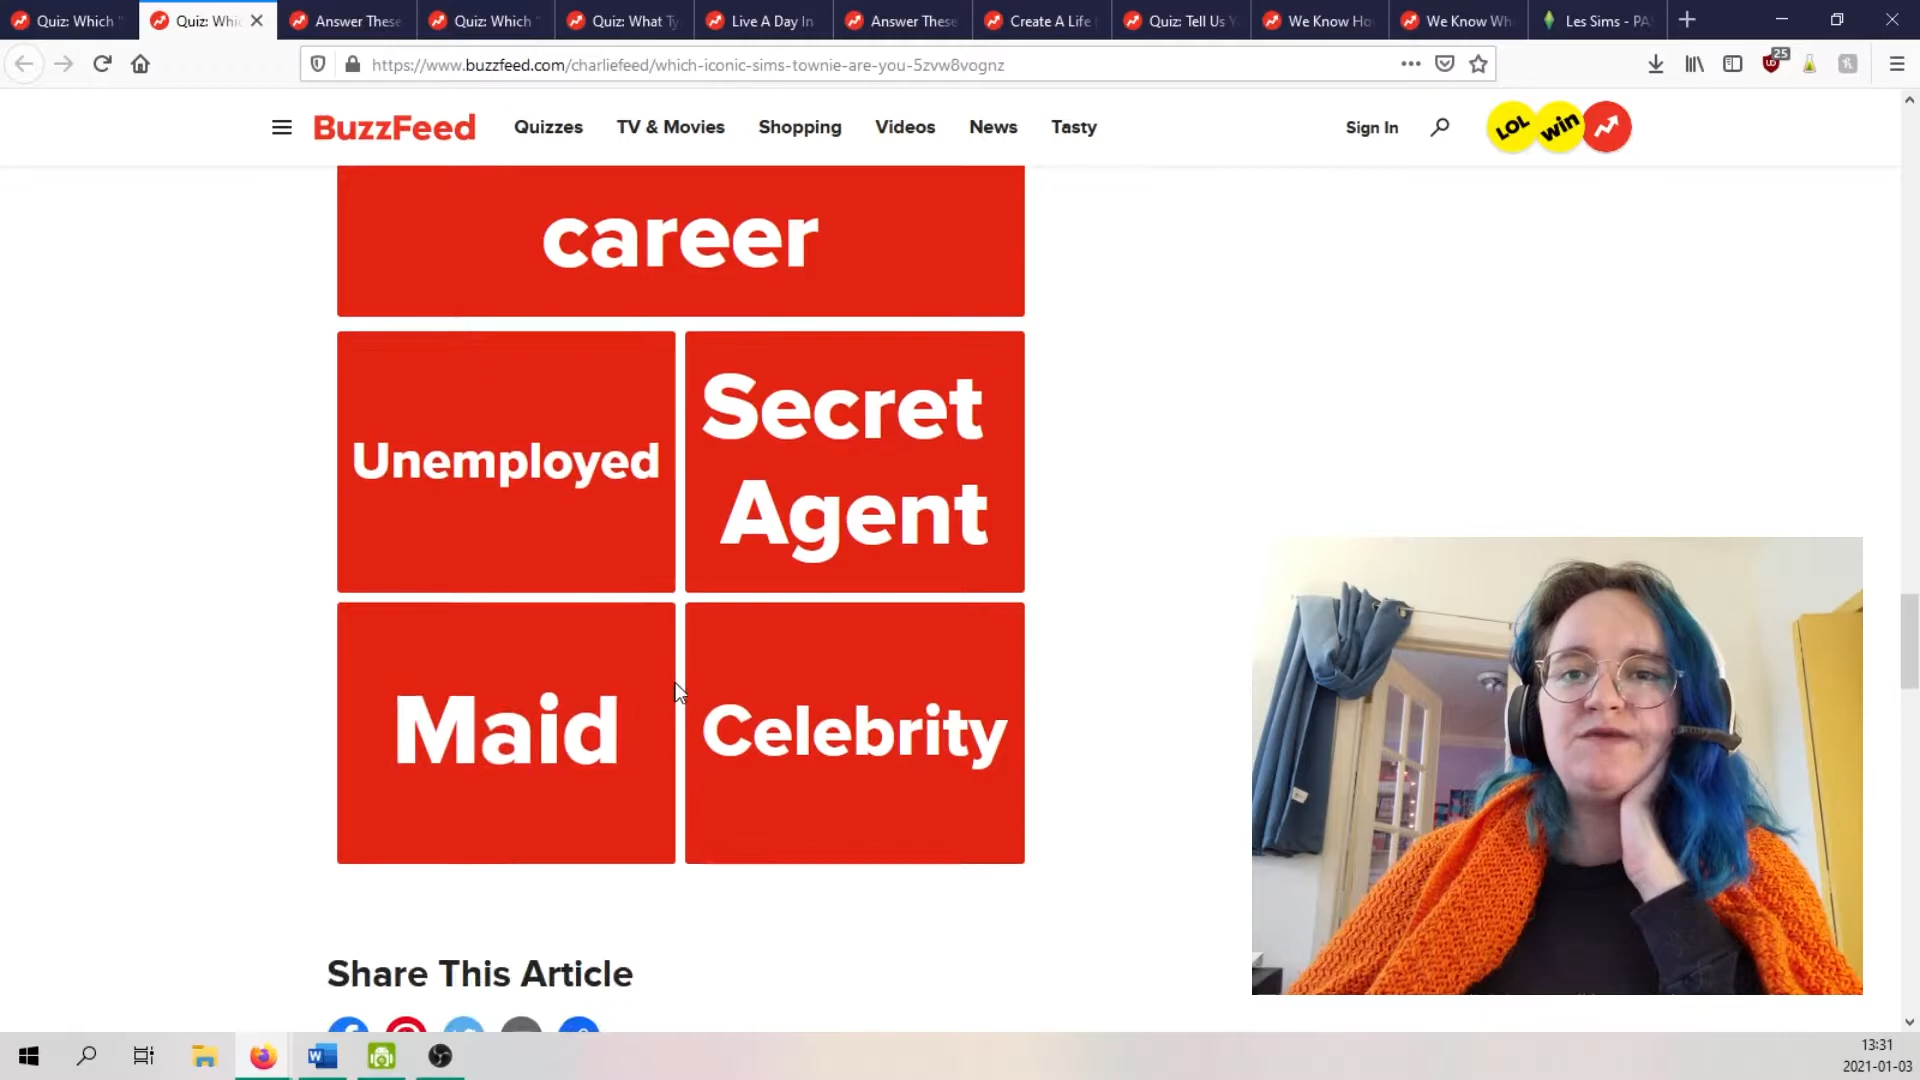 Quiz: Which "
Quiz: Whic
Answer These
Quiz: Which "
Quiz: What Ty
Live A Day In
Answer These
Create A Life
Quiz: Tell Us Y
We Know Ho
We Know Wh
Les Sims - PA
https://www.buzzfeed.com/charliefeed/which-iconic-sims-townie-are-you-5zvw8vognz
25
BuzzFeed
Quizzes
TV & Movies
Shopping
Videos
News
Tasty
Sign In
LOL
win
career
Unemployed
Secret
Agent
Maid
Celebrity
Share This Article
13:31
2021-01-03